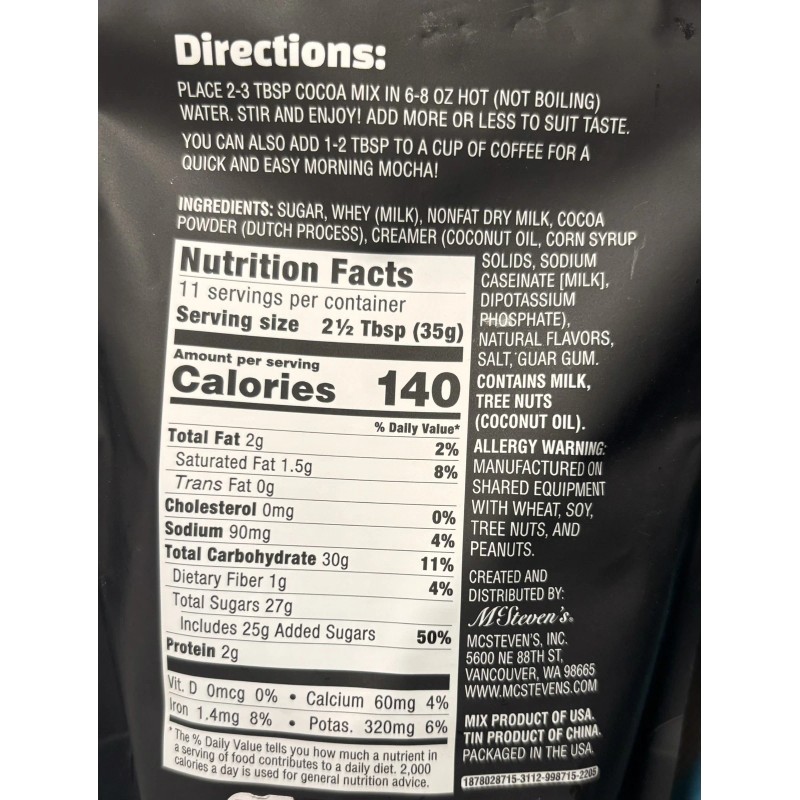 Directions:
PLACE 2-3 TBSP COCOA MIX IN 6-8 OZ HOT (NOT BOILING)
WATER. STIR AND ENJOY! ADD MORE OR LESS TO SUIT TASTE.
YOU CAN ALSO ADD 1-2 TBSP TO A CUP OF COFFEE FOR A
QUICK AND EASY MORNING MOCHA!
INGREDIENTS: SUGAR, WHEY (MILK), NONFAT DRY MILK, COCOA
POWDER (DUTCH PROCESS), CREAMER (COCONUT OIL, CORN SYRUP
SOLIDS, SODIUM
CASEINATE [MILK],
DIPOTASSIUM
PHOSPHATE),
NATURAL FLAVORS,
SALT, GUAR GUM.
CONTAINS MILK,
TREE NUTS
(COCONUT OIL).
ALLERGY WARNING:
MANUFACTURED ON
SHARED EQUIPMENT
WITH WHEAT, SOY,
TREE NUTS, AND
PEANUTS.
CREATED AND
DISTRIBUTED BY:
McSteven's®
MCSTEVEN'S, INC.
5600 NE 88TH ST,
VANCOUVER, WA 98665
WWW.MCSTEVENS.COM
MIX PRODUCT OF USA.
TIN PRODUCT OF CHINA.
PACKAGED IN THE USA.
1878028715-3112-998715-2205
Nutrition Facts
11 servings per container
Serving size 2½ Tbsp (35g)
Amount per serving
Calories 140
% Daily Value*
Total Fat 2g 2%
Saturated Fat 1.5g 8%
Trans Fat 0g
Cholesterol 0mg 0%
Sodium 90mg 4%
Total Carbohydrate 30g 11%
Dietary Fiber 1g 4%
Total Sugars 27g
Includes 25g Added Sugars 50%
Protein 2g
Vit. D 0mcg 0% • Calcium 60mg 4%
Iron 1.4mg 8% • Potas. 320mg 6%
* The % Daily Value tells you how much a nutrient in
a serving of food contributes to a daily diet. 2,000
calories a day is used for general nutrition advice.